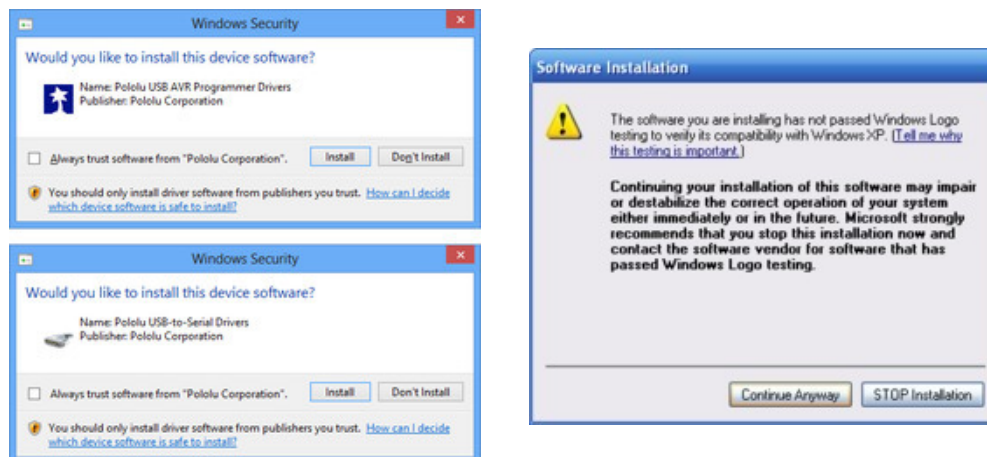 Windows Security
Would you like to install this device software?
Name: Pololu USB AVR Programmer Drivers
Publisher: Pololu Corporation
Always trust software from "Pololu Corporation".
Install
Don't Install
You should only install driver software from publishers you trust. How can I decide
which device software is safe to install?
Windows Security
Would you like to install this device software?
Name: Pololu USB-to-Serial Drivers
Publisher: Pololu Corporation
Always trust software from "Pololu Corporation".
Install
Don't Install
You should only install driver software from publishers you trust. How can I decide
which device software is safe to install?
Software Installation
The software you are installing has not passed Windows Logo
testing to verify its compatibility with Windows XP. (Tell me why
this testing is important.)
Continuing your installation of this software may impair
or destabilize the correct operation of your system
either immediately or in the future. Microsoft strongly
recommends that you stop this installation now and
contact the software vendor for software that has
passed Windows Logo testing.
Continue Anyway
STOP Installation